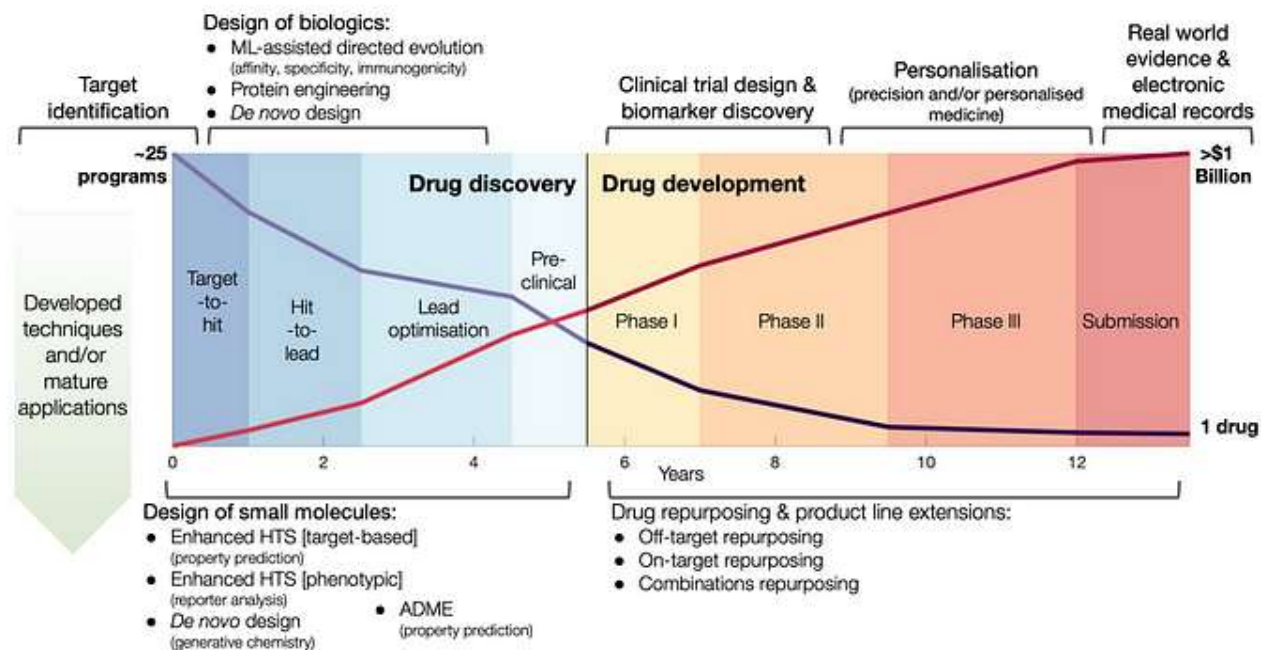 Design of biologics:
● ML-assisted directed evolution
(affinity, specificity, immunogenicity)
● Protein engineering
● De novo design
Target
identification
Clinical trial design &
biomarker discovery
Personalisation
(precision and/or personalised
medicine)
Real world
evidence &
electronic
medical records
~25
programs
Drug discovery
Drug development
>$1
Billion
Developed
techniques
and/or
mature
applications
Target
-to-
hit
Hit
-to-
lead
Lead
optimisation
Pre-
clinical
Phase I
Phase II
Phase III
Submission
1 drug
0 2 4 6 8 10 12
Years
Design of small molecules:
● Enhanced HTS [target-based]
(property prediction)
● Enhanced HTS [phenotypic]
(reporter analysis)
● De novo design
(generative chemistry)
● ADME
(property prediction)
Drug repurposing & product line extensions:
● Off-target repurposing
● On-target repurposing
● Combinations repurposing